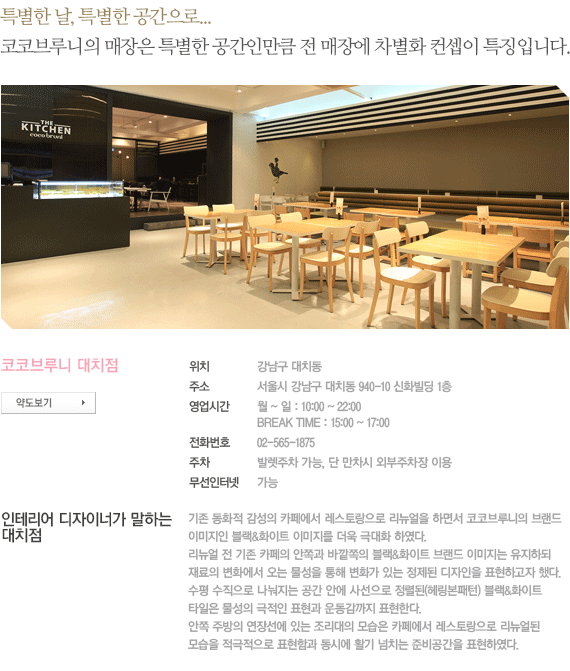 특별한 날, 특별한 공간으로...
코코브루니의 매장은 특별한 공간인만큼 전 매장에 차별화 컨셉이 특징입니다.
THE
KITCHEN
coco bruni
코코브루니 대치점
약도보기
위치 강남구 대치동
주소 서울시 강남구 대치동 940-10 신화빌딩 1층
영업시간 월 ~ 일 : 10:00 ~ 22:00
BREAK TIME : 15:00 ~ 17:00
전화번호 02-565-1875
주차 발렛주차 가능, 단 만차시 외부주차장 이용
무선인터넷 가능
인테리어 디자이너가 말하는
대치점
기존 동화적 감성의 카페에서 레스토랑으로 리뉴얼을 하면서 코코브루니의 브랜드
이미지인 블랙&화이트 이미지를 더욱 극대화 하였다.
리뉴얼 전 기존 카페의 안쪽과 바깥쪽의 블랙&화이트 브랜드 이미지는 유지하되
재료의 변화에서 오는 물성을 통해 변화가 있는 정제된 디자인을 표현하고자 했다.
수평 수직으로 나눠지는 공간 안에 사선으로 정렬된(헤링본패턴) 블랙&화이트
타일은 물성의 극적인 표현과 운동감까지 표현한다.
안쪽 주방의 연장선에 있는 조리대의 모습은 카페에서 레스토랑으로 리뉴얼된
모습을 적극적으로 표현함과 동시에 활기 넘치는 준비공간을 표현하였다.